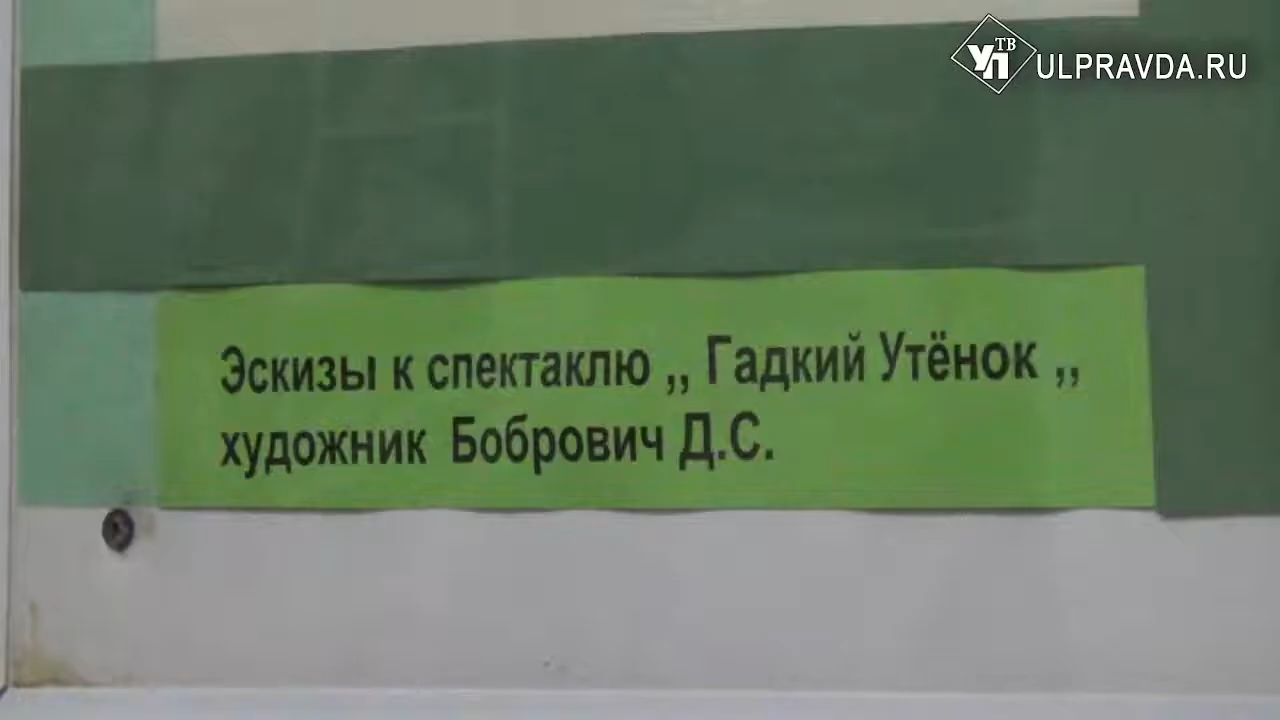 УП ТВ ULPRAVDA.RU
Эскизы к спектаклю ,, Гадкий Утёнок ,,
художник Бобрович Д.С.